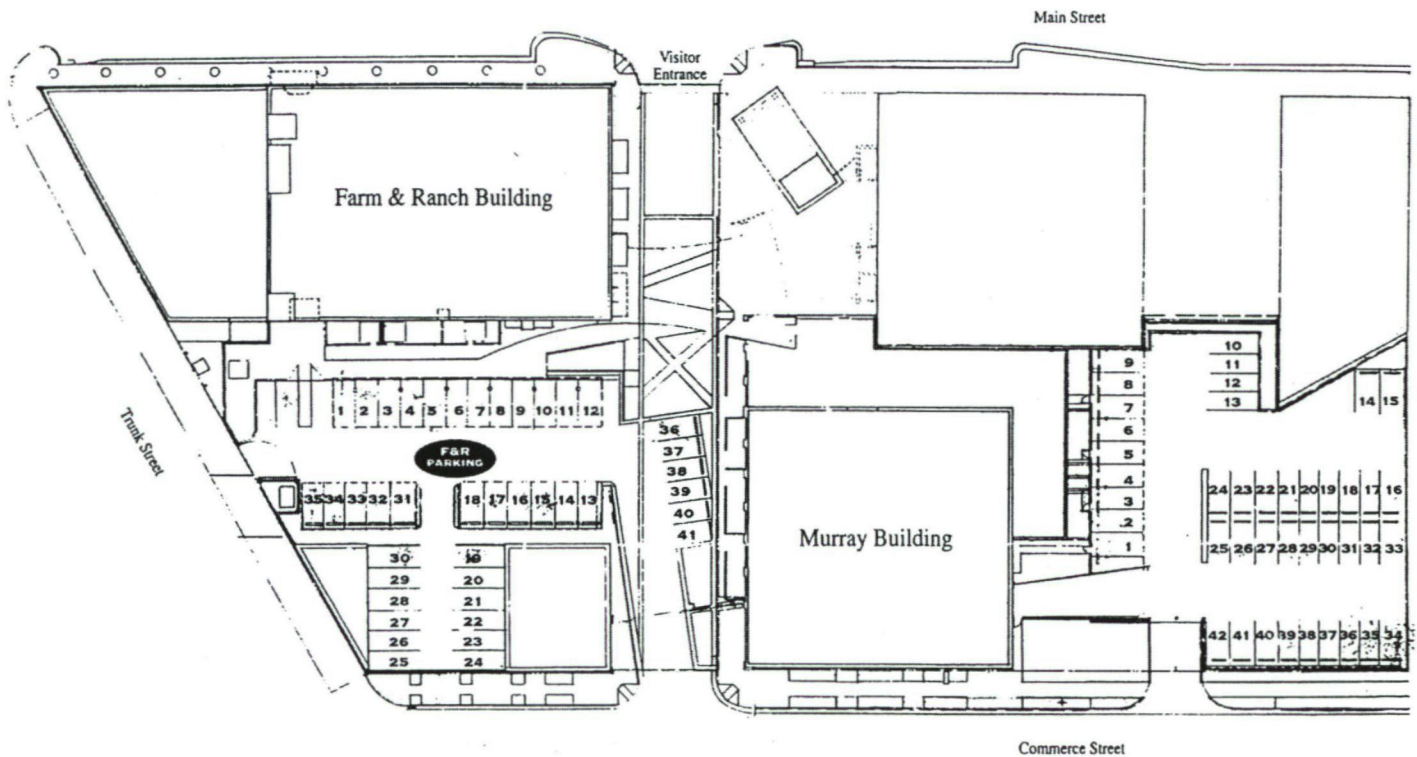 Main Street
Visitor
Entrance
Farm & Ranch Building
Trunk Street
1 2 3 4 5 6 7 8 9 10 11 12
F&R
PARKING
35 34 33 32 31
18 17 16 15 14 13
30 19
29 20
28 21
27 22
26 23
25 24
36
37
38
39
40
41
Murray Building
9
8
7
6
5
4
3
2
1
10
11
12
13
14 15
24 23 22 21 20 19 18 17 16
25 26 27 28 29 30 31 32 33
42 41 40 39 38 37 36 35 34
Commerce Street